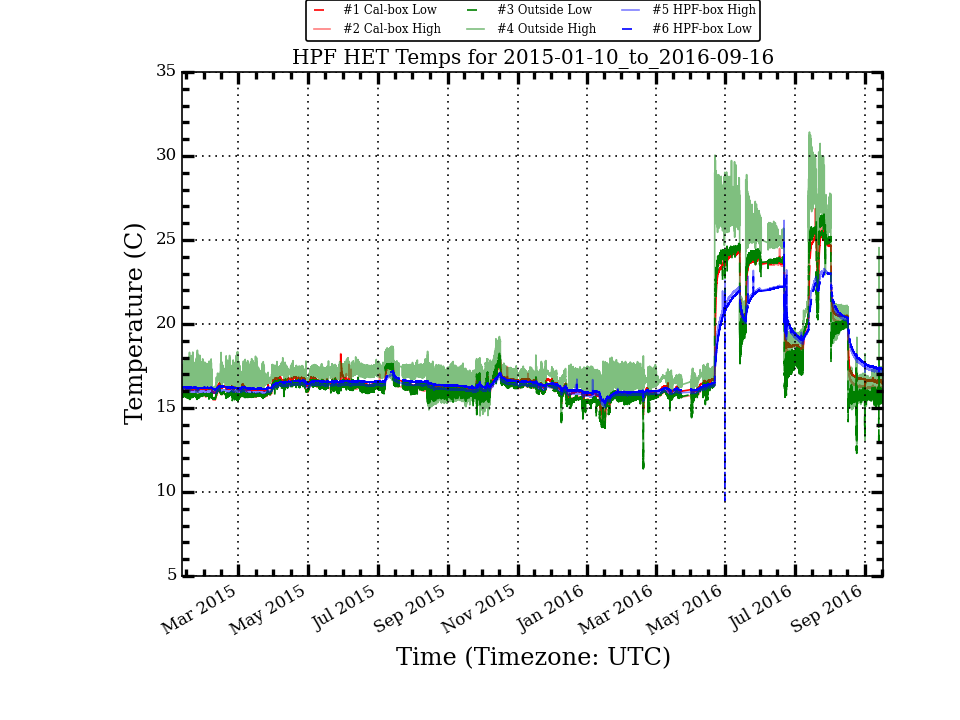 #1 Cal-box Low #3 Outside Low #5 HPF-box High
#2 Cal-box High #4 Outside High #6 HPF-box Low
HPF HET Temps for 2015-01-10_to_2016-09-16
35
30
25
20
15
10
5
Temperature (C)
Mar 2015 May 2015 Jul 2015 Sep 2015 Nov 2015 Jan 2016 Mar 2016 May 2016 Jul 2016 Sep 2016
Time (Timezone: UTC)